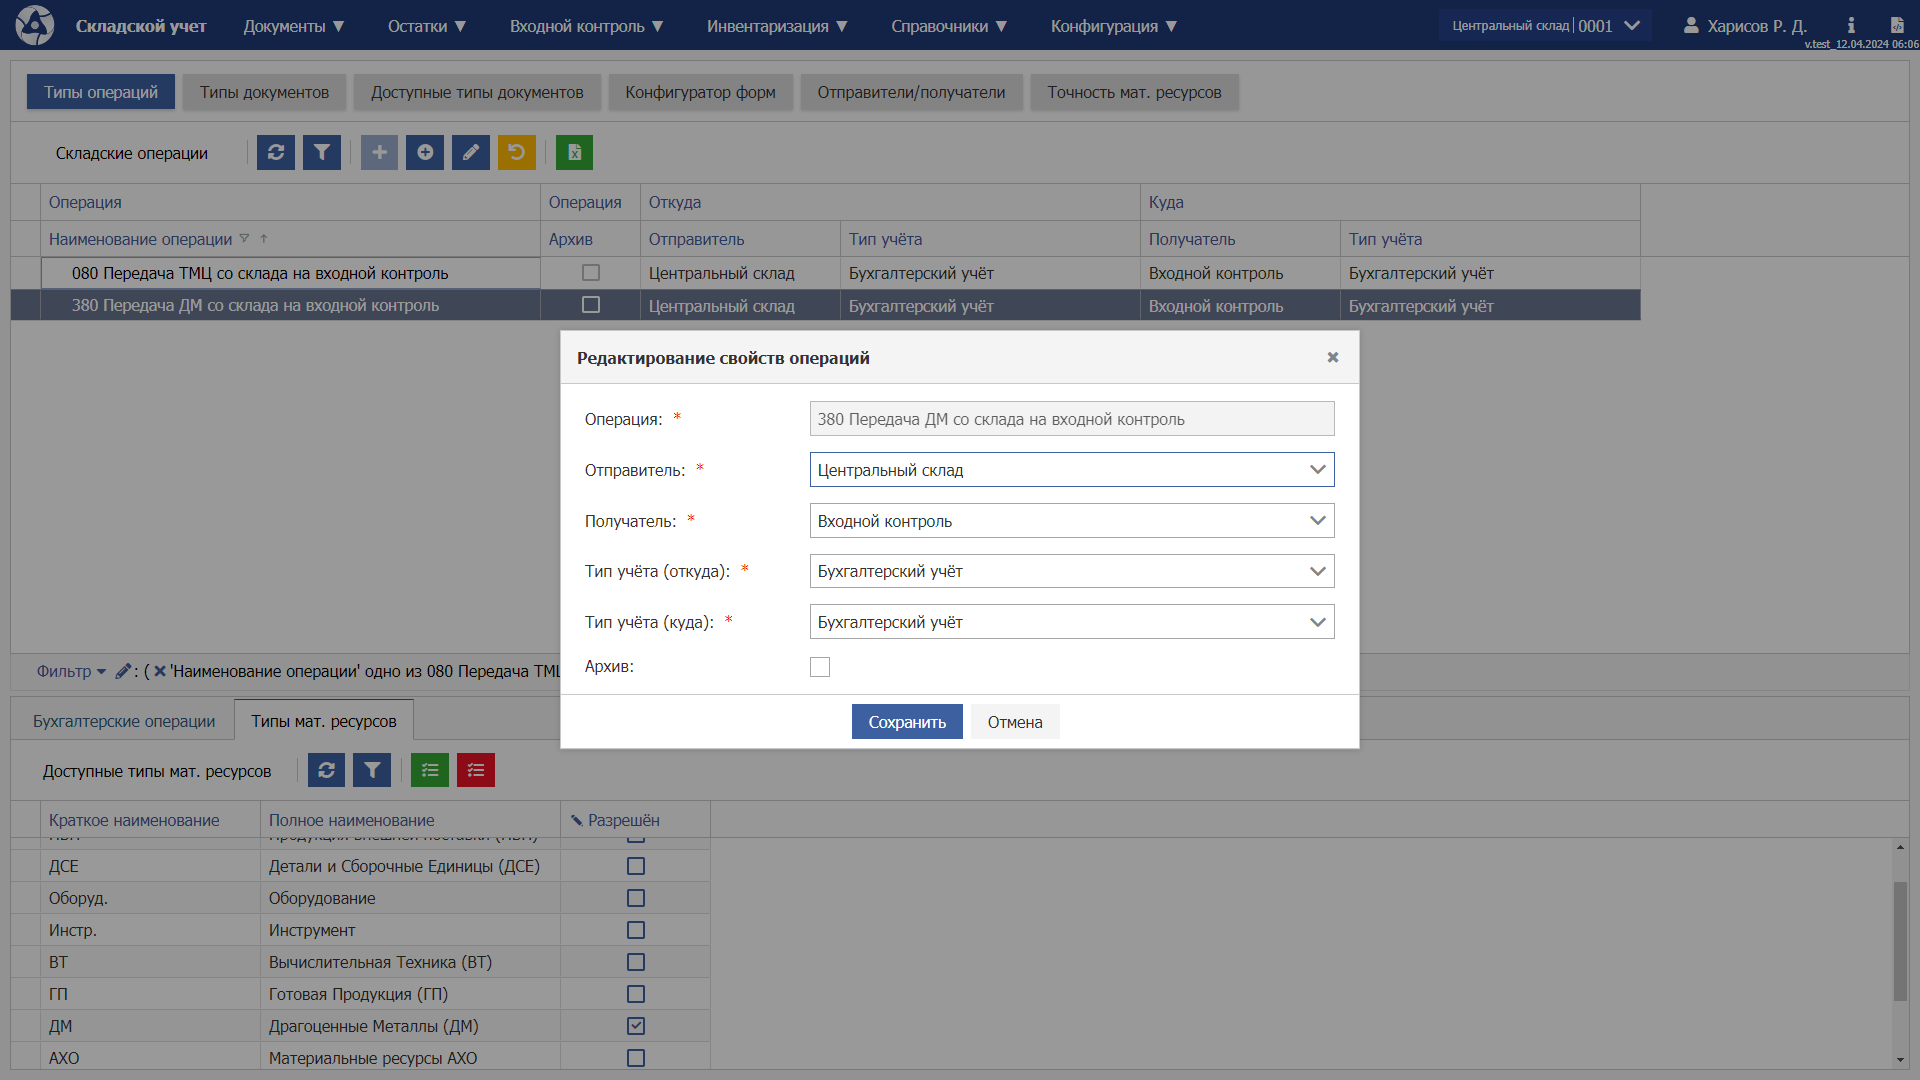 Складской учет
Документы ▼
Остатки ▼
Входной контроль ▼
Инвентаризация ▼
Справочники ▼
Конфигурация ▼
Центральный склад | 0001
Харисов Р. Д.
v.test_12.04.2024 06:06
Типы операций
Типы документов
Доступные типы документов
Конфигуратор форм
Отправители/получатели
Точность мат. ресурсов
Складские операции
Операция Операция Откуда Куда
Наименование операции Архив Отправитель Тип учёта Получатель Тип учёта
080 Передача ТМЦ со склада на входной контроль Центральный склад Бухгалтерский учёт Входной контроль Бухгалтерский учёт
380 Передача ДМ со склада на входной контроль Центральный склад Бухгалтерский учёт Входной контроль Бухгалтерский учёт
Редактирование свойств операций
Операция: * 380 Передача ДМ со склада на входной контроль
Отправитель: * Центральный склад
Получатель: * Входной контроль
Тип учёта (откуда): * Бухгалтерский учёт
Тип учёта (куда): * Бухгалтерский учёт
Архив:
Сохранить
Отмена
Фильтр : ( 'Наименование операции' одно из 080 Передача ТМЦ
Бухгалтерские операции
Типы мат. ресурсов
Доступные типы мат. ресурсов
Краткое наименование Полное наименование Разрешён
ДСЕ Детали и Сборочные Единицы (ДСЕ)
Оборуд. Оборудование
Инстр. Инструмент
ВТ Вычислительная Техника (ВТ)
ГП Готовая Продукция (ГП)
ДМ Драгоценные Металлы (ДМ)
АХО Материальные ресурсы АХО